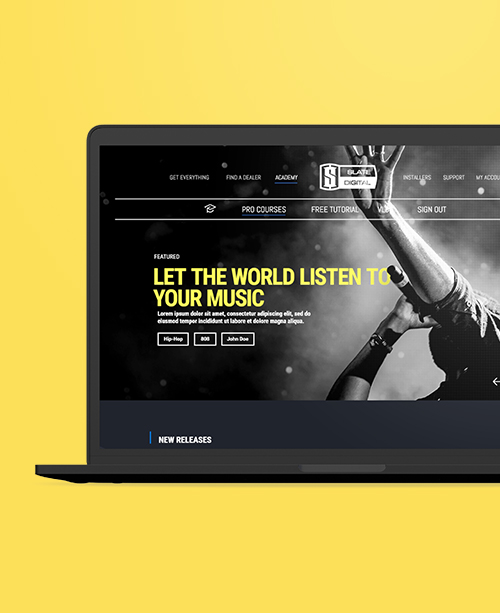 GET EVERYTHING FIND A DEALER ACADEMY SLATE DIGITAL INSTALLERS SUPPORT MY ACCOU
PRO COURSES FREE TUTORIAL SIGN OUT
FEATURED
LET THE WORLD LISTEN TO
YOUR MUSIC
Lorem ipsum dolor sit amet, consectetur adipiscing elit, sed do
eiusmod tempor incididunt ut labore et dolore magna aliqua.
Hip-Hop 808 John Doe
NEW RELEASES